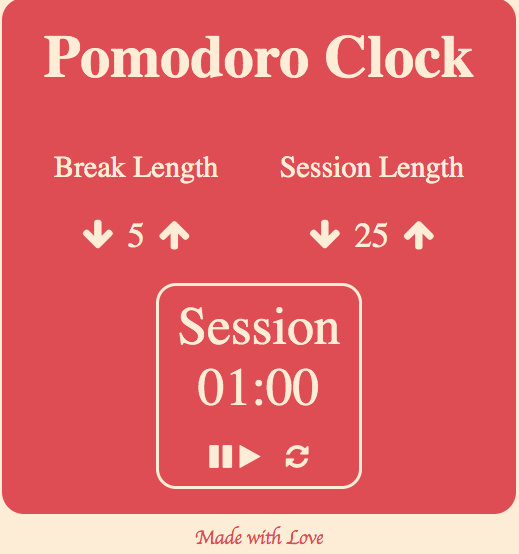 Pomodoro Clock
Break Length Session Length
5 25
Session
01:00
Made with Love